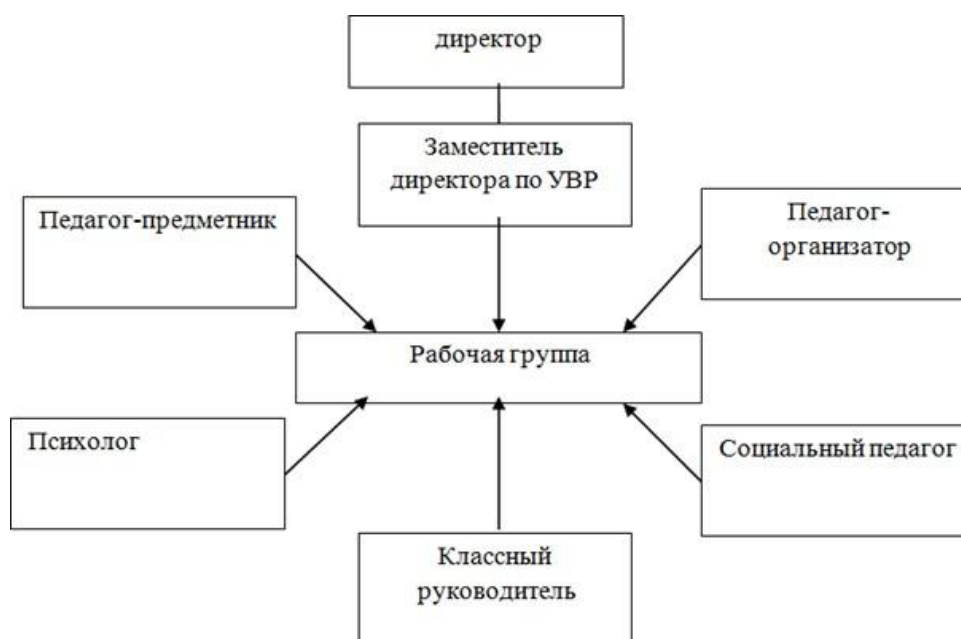 директор
Заместитель
директора по УВР
Педагог-предметник
Педагог-
организатор
Рабочая группа
Психолог
Социальный педагог
Классный
руководитель